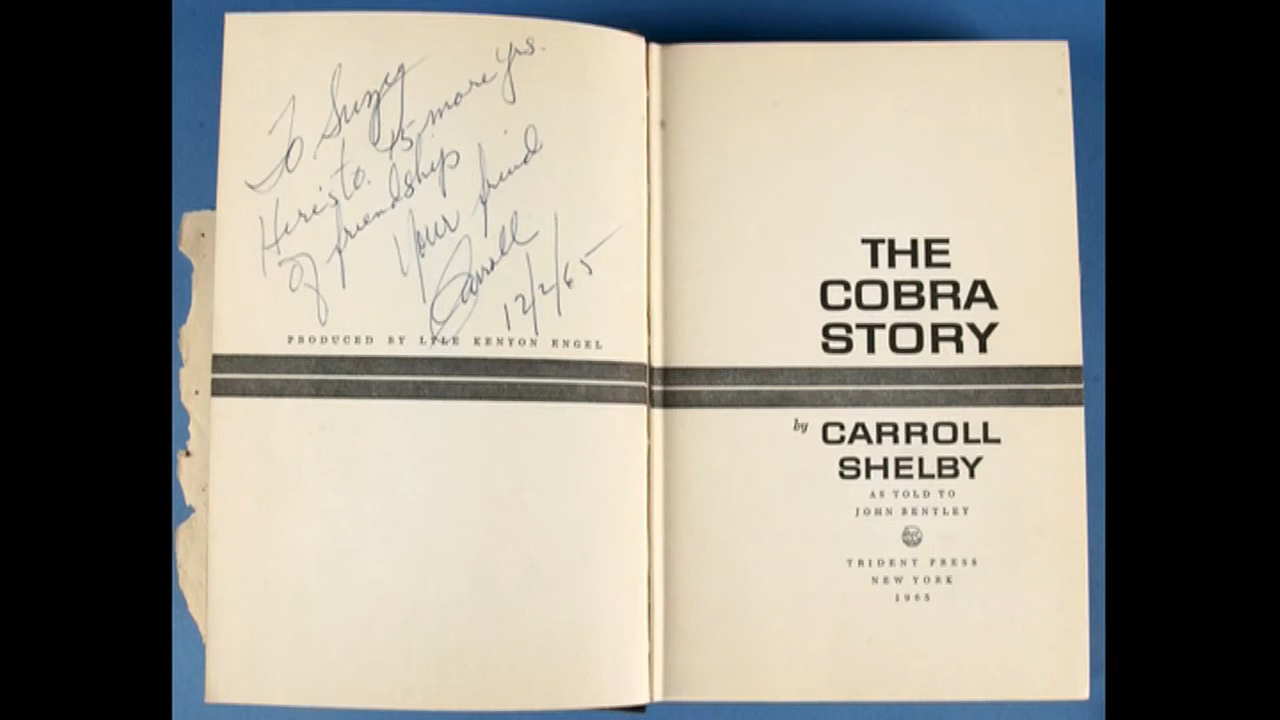 To Suzy
Here's to 45 more yrs.
of friendship
Your friend
Carroll
12/2/65
PRODUCED BY LYLE KENYON ENGEL
THE
COBRA
STORY
by CARROLL
SHELBY
AS TOLD TO
JOHN BENTLEY
TRIDENT PRESS
NEW YORK
1965